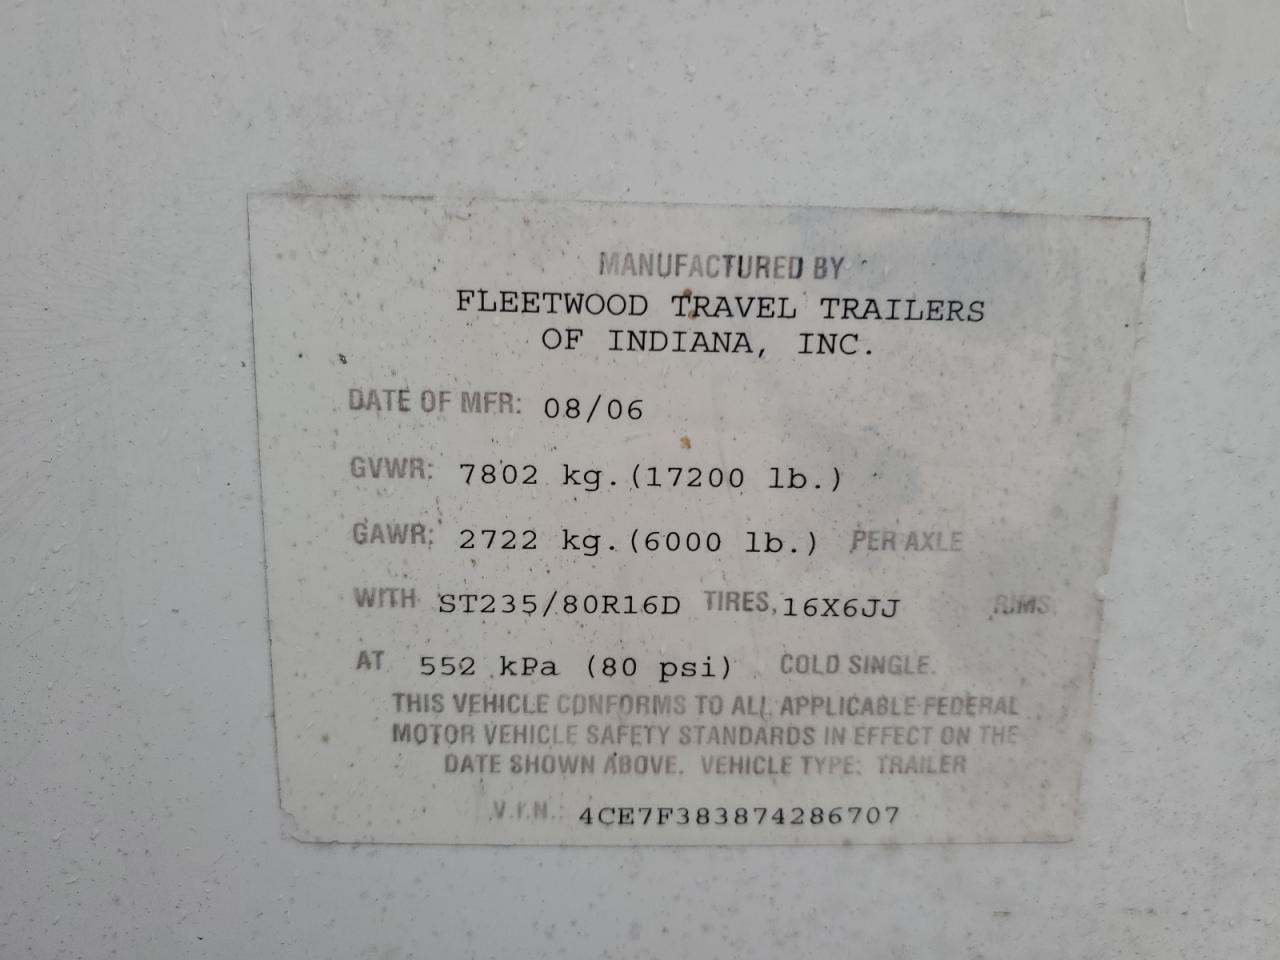 MANUFACTURED BY
FLEETWOOD TRAVEL TRAILERS
OF INDIANA, INC.
DATE OF MFR: 08/06
GVWR: 7802 kg.(17200 lb.)
GAWR: 2722 kg.(6000 lb.) PER AXLE
WITH ST235/80R16D TIRES, 16X6JJ RIMS
AT 552 kPa (80 psi) COLD SINGLE.
THIS VEHICLE CONFORMS TO ALL APPLICABLE FEDERAL
MOTOR VEHICLE SAFETY STANDARDS IN EFFECT ON THE
DATE SHOWN ABOVE. VEHICLE TYPE: TRAILER
V.I.N.: 4CE7F383874286707